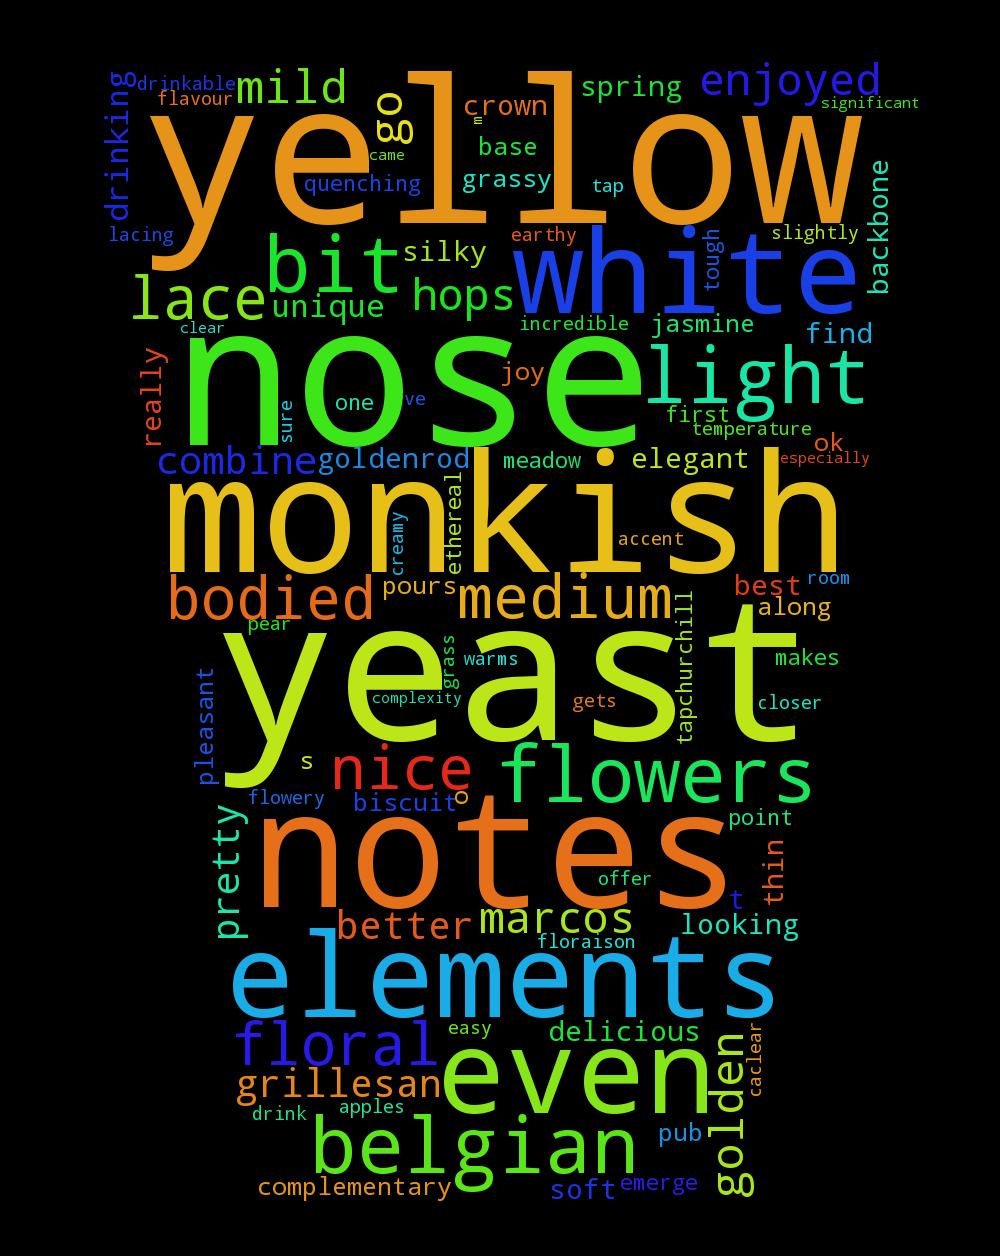 drinkable
mild
enjoyed
spring
flavour
go
crown
significant
drinking
yellow
m
came
base
quenching
grassy
tap
backbone
lacing
bit
silky
earthy
white
tough
slightly
lace
unique
hops
clear
nose
incredible
jasmine
find
really
sure
one
ve
joy
light
first
temperature
ok
especially
combine
goldenrod
meadow
elegant
monkish
creamy
ethereal
accent
bodied
pours
medium
best
room
along
pear
yeast
grass
warms
complexity
gets
tapchurchill
makes
closer
pleasant
s
nice
flowers
flowery
biscuit
o
point
pretty
notes
offer
thin
t
better
marcos
looking
floraison
elements
floral
easy
delicious
even
golden
caclear
grillesan
drink
apples
belgian
pub
complementary
soft
emerge